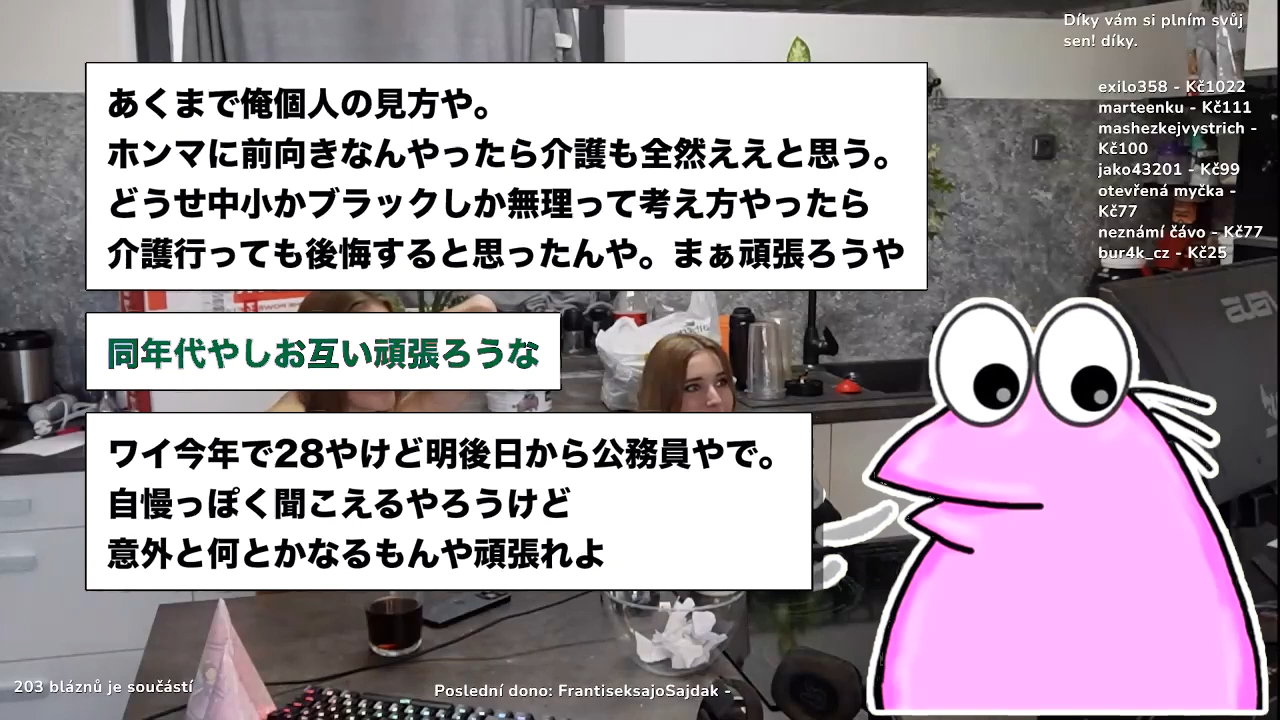 あくまで俺個人の見方や。
ホンマに前向きなんやったら介護も全然ええと思う。
どうせ中小かブラックしか無理って考え方やったら
介護行っても後悔すると思ったんや。まぁ頑張ろうや
同年代やしお互い頑張ろうな
ワイ今年で28やけど明後日から公務員やで。
自慢っぽく聞こえるやろうけど
意外と何とかなるもんや頑張れよ
Díky vám si plním svůj
sen! díky.
exilo358 - Kč1022
marteenku - Kč111
mashezkejvystrich -
Kč100
jako43201 - Kč99
otevřená myčka -
Kč77
neznámí čávo - Kč77
bur4k_cz - Kč25
203 bláznů je součástí
Poslední dono: FrantiseksajoSajdak -